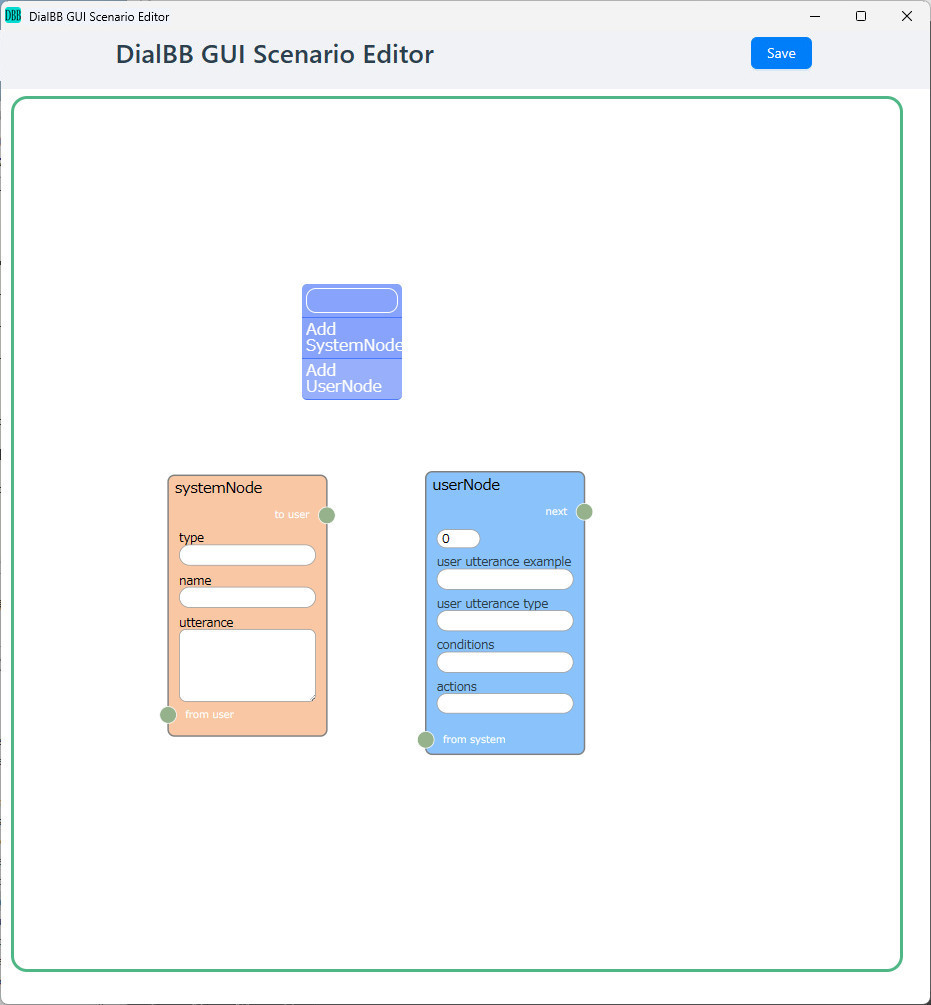 DBB DialBB GUI Scenario Editor
DialBB GUI Scenario Editor
Save
Add
SystemNode
Add
UserNode
systemNode
to user
type
name
utterance
from user
userNode
next
0
user utterance example
user utterance type
conditions
actions
from system